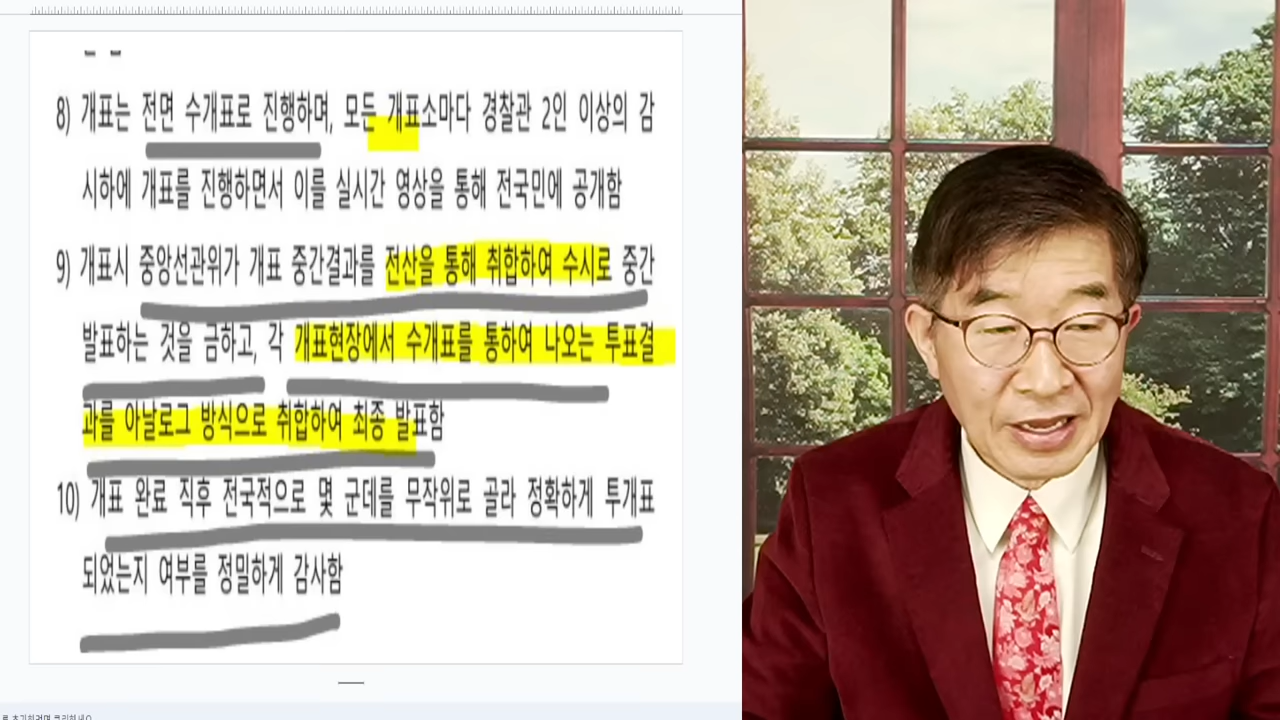 8) 개표는 전면 수개표로 진행하며, 모든 개표소마다 경찰관 2인 이상의 감
시하에 개표를 진행하면서 이를 실시간 영상을 통해 전국민에 공개함
9) 개표시 중앙선관위가 개표 중간결과를 전산을 통해 취합하여 수시로 중간
발표하는 것을 금하고, 각 개표현장에서 수개표를 통하여 나오는 투표결
과를 아날로그 방식으로 취합하여 최종 발표함
10) 개표 완료 직후 전국적으로 몇 군데를 무작위로 골라 정확하게 투개표
되었는지 여부를 정밀하게 감사함